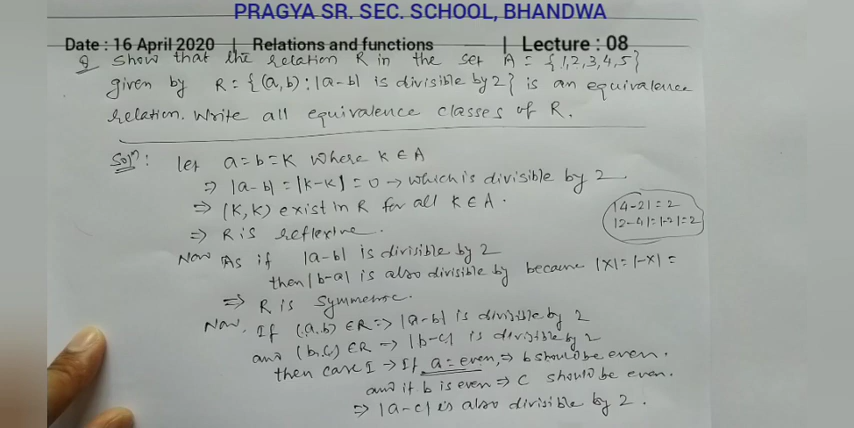 PRAGYA SR. SEC. SCHOOL, BHANDWA
Date : 16 April 2020 | Relations and functions | Lecture : 08
Q Show that the relation R in the set A = {1,2,3,4,5}
given by R = {(a,b) : |a-b| is divisible by 2} is an equivalence
relation. Write all equivalence classes of R.
Solⁿ: let a = b = K where K ∈ A
⇒ |a-b| = |K-K| = 0 → which is divisible by 2
⇒ (K,K) exist in R for all K ∈ A.
⇒ R is reflexive.
|4-2| = 2
|2-4| = |-2| = 2
Now As if |a-b| is divisible by 2
then |b-a| is also divisible by because |x| = |-x| =
⇒ R is Symmetric.
Now. If (a,b) ∈ R => |a-b| is divisible by 2
and (b,c) ∈ R → |b-c| is divisible by 2
then case I → If a = even, ⇒ b should be even.
and if b is even ⇒ c should be even.
⇒ |a-c| is also divisible by 2.